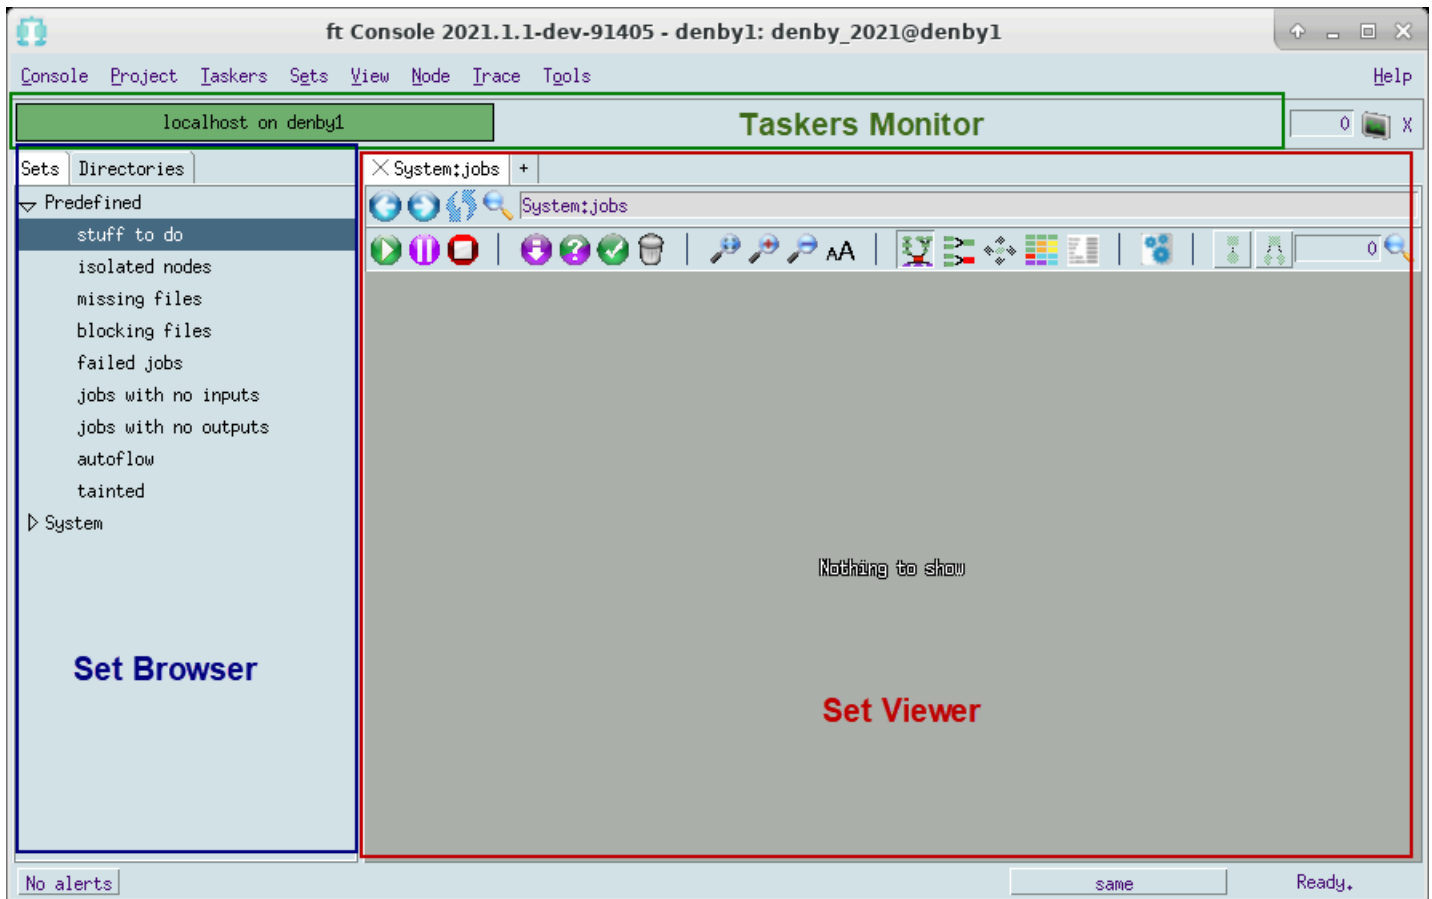 ft Console 2021.1.1-dev-91405 - denby1: denby_2021@denby1
Console Project Taskers Sets View Node Trace Tools Help
localhost on denby1
Taskers Monitor
0 X
Sets Directories
System:jobs +
Predefined
System:jobs
stuff to do
AA
0
isolated nodes
missing files
blocking files
failed jobs
jobs with no inputs
jobs with no outputs
autoflow
tainted
System
Nothing to show
Set Browser
Set Viewer
No alerts
same
Ready.